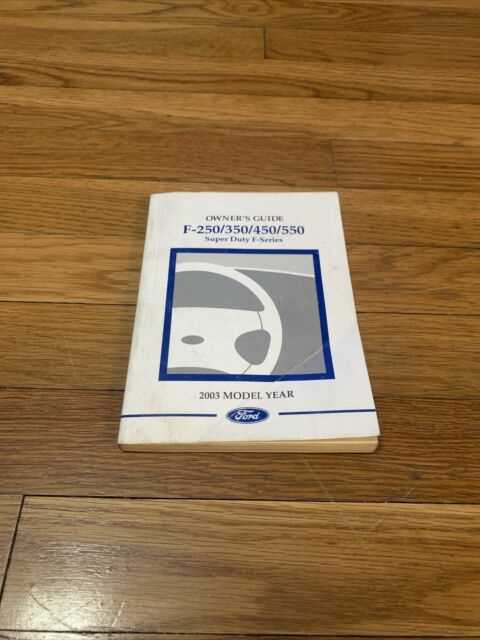 OWNER'S GUIDE
F-250/350/450/550
Super Duty F-Series
2003 MODEL YEAR
Ford